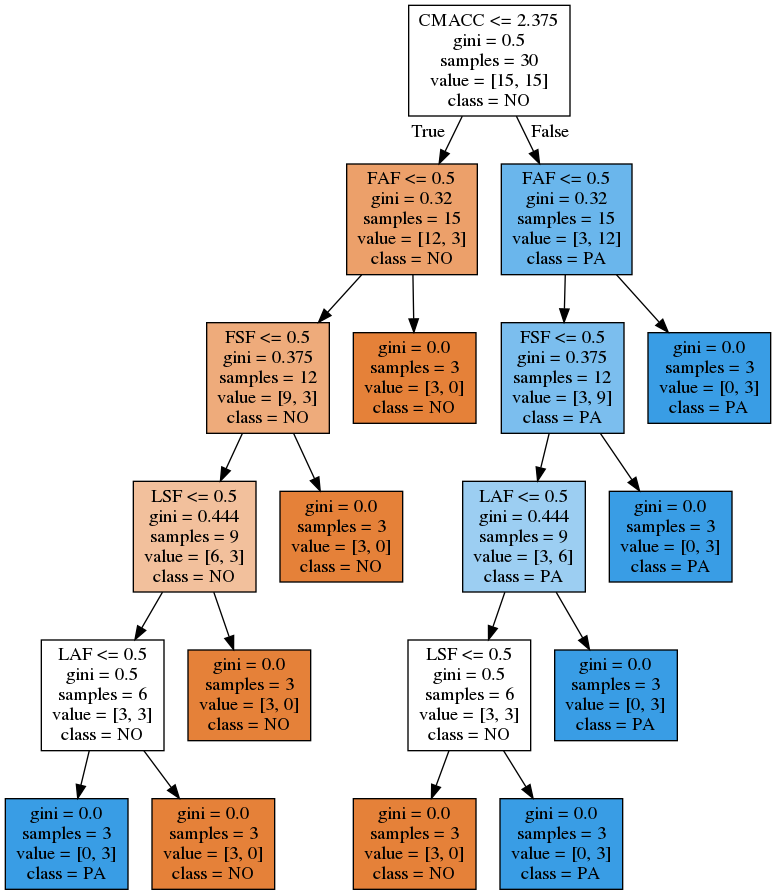 CMACC <= 2.375
gini = 0.5
samples = 30
value = [15, 15]
class = NO
True
False
FAF <= 0.5
gini = 0.32
samples = 15
value = [12, 3]
class = NO
FAF <= 0.5
gini = 0.32
samples = 15
value = [3, 12]
class = PA
FSF <= 0.5
gini = 0.375
samples = 12
value = [9, 3]
class = NO
gini = 0.0
samples = 3
value = [3, 0]
class = NO
FSF <= 0.5
gini = 0.375
samples = 12
value = [3, 9]
class = PA
gini = 0.0
samples = 3
value = [0, 3]
class = PA
LSF <= 0.5
gini = 0.444
samples = 9
value = [6, 3]
class = NO
gini = 0.0
samples = 3
value = [3, 0]
class = NO
LAF <= 0.5
gini = 0.444
samples = 9
value = [3, 6]
class = PA
gini = 0.0
samples = 3
value = [0, 3]
class = PA
LAF <= 0.5
gini = 0.5
samples = 6
value = [3, 3]
class = NO
gini = 0.0
samples = 3
value = [3, 0]
class = NO
LSF <= 0.5
gini = 0.5
samples = 6
value = [3, 3]
class = NO
gini = 0.0
samples = 3
value = [0, 3]
class = PA
gini = 0.0
samples = 3
value = [0, 3]
class = PA
gini = 0.0
samples = 3
value = [3, 0]
class = NO
gini = 0.0
samples = 3
value = [3, 0]
class = NO
gini = 0.0
samples = 3
value = [0, 3]
class = PA